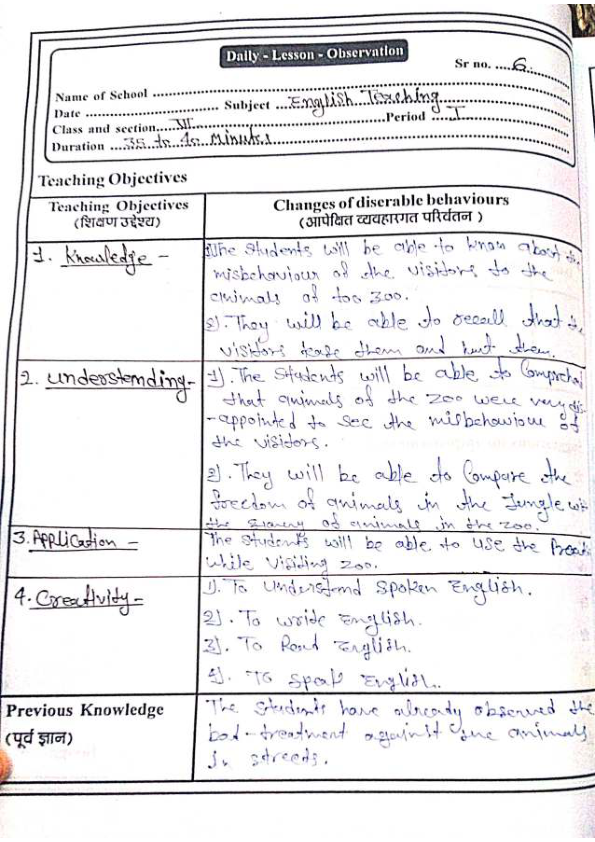 Daily - Lesson - Observation
Sr no. ....6.
Name of School
Date ........ Subject ...English Teaching
Class and section....VII........Period ...I
Duration ...35 to 40 Minutes
Teaching Objectives
Teaching Objectives
(शिक्षण उद्देश्य)
Changes of diserable behaviours
(आपेक्षित व्यवहारगत परिर्वतन )
1. Knowledge -
1) The Students will be able to know about the
misbehaviour of the visitors to the
animals of zoo.
2). They will be able to recall that the
visitors tease them and hurt them.
2. Understanding-
1). The Students will be able to
that animals of the zoo were very dis
-appointed to see the misbehaviour of
the visitors.
2). They will be able to Compare the
freedom of animals in the Jungle with
the slavery of animals in the zoo.
3. Application -
The students will be able to use the
while visiting zoo.
4. Creativity-
1). To Understand Spoken English.
2). To write English.
3). To Read English.
4). To Speak English.
Previous Knowledge
(पूर्व ज्ञान)
The Students have already observed the
bad-treatment against the animals
in streets.